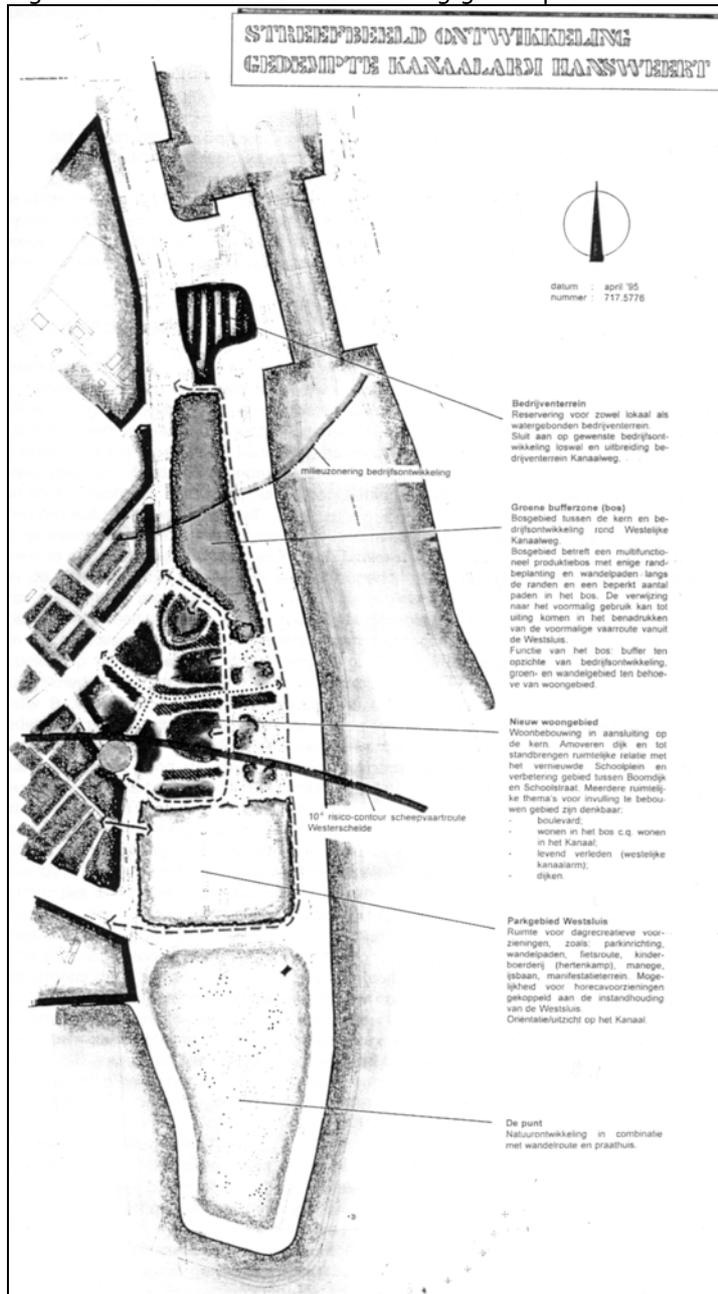 STREEFBEELD ONTWIKKELING
GEDEMPTE KANAALARM HANSWEERT
datum : april '95
nummer : 717.5776
Bedrijventerrein
Reservering voor zowel lokaal als
watergebonden bedrijventerrein.
Sluit aan op gewenste bedrijfsont-
wikkeling loswal en uitbreiding be-
drijventerrein Kanaalweg.
milieuzonering bedrijfsontwikkeling
Groene bufferzone (bos)
Bosgebied tussen de kern en be-
drijfsontwikkeling rond Westelijke
Kanaalweg.
Bosgebied betreft een multifunctio-
neel produktiebos met enige rand-
beplanting en wandelpaden langs
de randen en een beperkt aantal
paden in het bos. De verwijzing
naar het voormalig gebruik kan tot
uiting komen in het benadrukken
van de voormalige vaarroute vanuit
de Westsluis.
Functie van het bos: buffer ten
opzichte van bedrijfsontwikkeling,
groen- en wandelgebied ten behoe-
ve van woongebied.
Nieuw woongebied
Woonbebouwing in aansluiting op
de kern. Amoveren dijk en tot
standbrengen ruimtelijke relatie met
het vernieuwde Schoolplein en
verbetering gebied tussen Boomdijk
en Schoolstraat. Meerdere ruimtelij-
ke thema's voor invulling te bebou-
wen gebied zijn denkbaar:
- boulevard;
- wonen in het bos c.q. wonen
in het Kanaal;
- levend verleden (westelijke
kanaalarm);
- dijken.
risico-contour scheepvaartroute
Westerschelde
Parkgebied Westsluis
Ruimte voor dagrecreatieve voor-
zieningen, zoals: parkinrichting,
wandelpaden, fietsroute, kinder-
boerderij (hertenkamp), manege,
ijsbaan, manifestatieterrein. Moge-
lijkheid voor horecavoorzieningen
gekoppeld aan de instandhouding
van de Westsluis.
Oriëntatie/uitzicht op het Kanaal.
De punt
Natuurontwikkeling in combinatie
met wandelroute en praathuis.